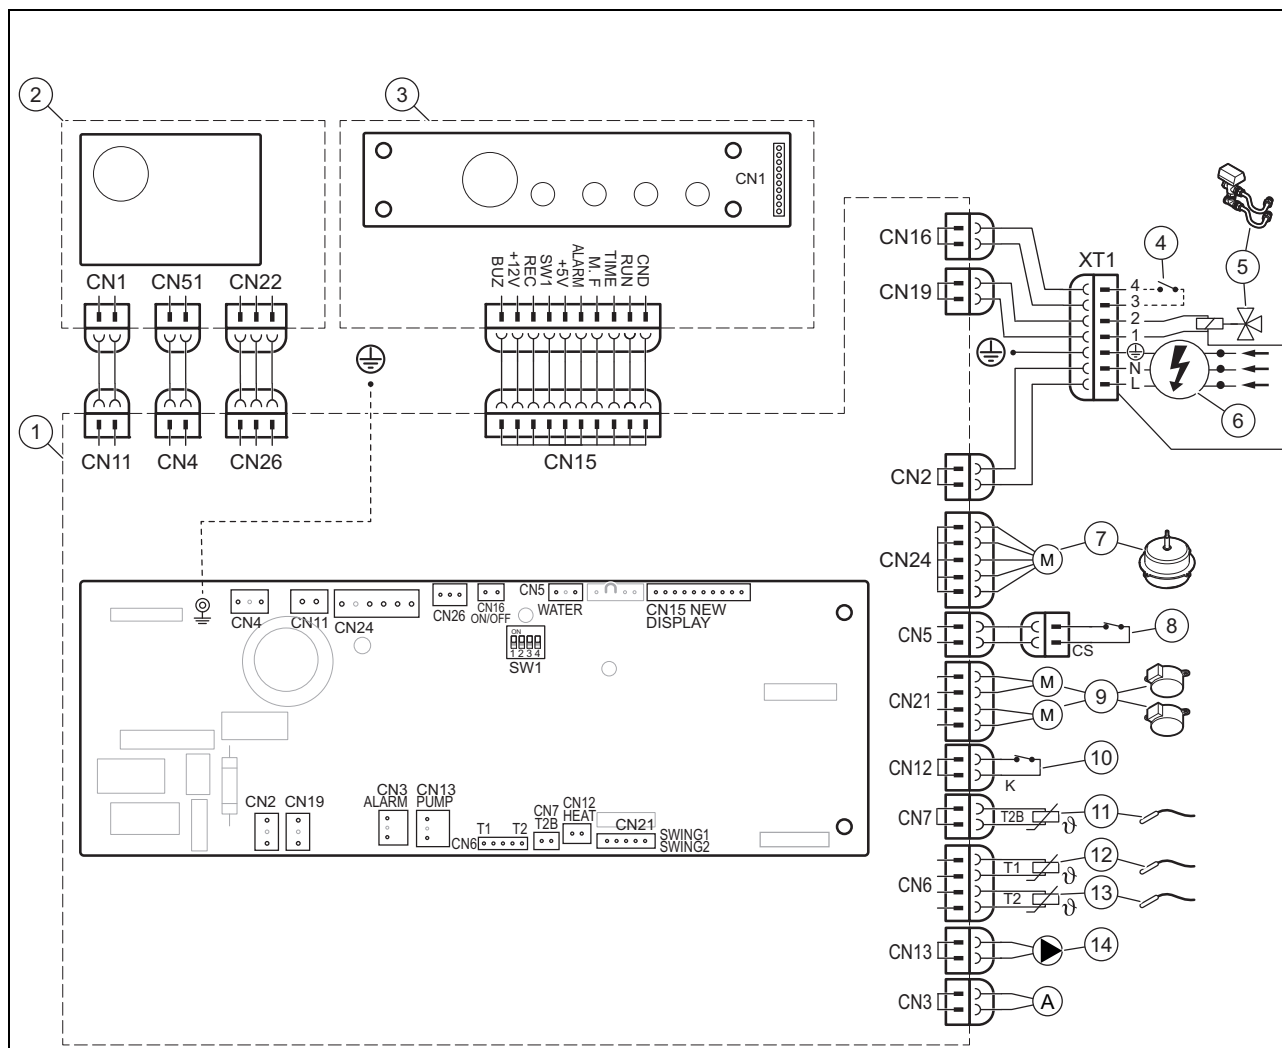 2
3
CN1
CN1 CN51 CN22
BUZ
+12V
REC
SW1
+5V
ALARM
M. F
TIME
RUN
CND
CN16
CN19
XT1
4
5
4
3
2
1
N
L
6
1
CN11 CN4 CN26
CN15
CN2
CN24
M
7
CN5
CS
8
CN21
M
M
9
CN12
K
10
CN7
T2B
ϑ
11
CN6
T1
ϑ
12
T2
ϑ
13
CN13
14
CN3
A
CN4
CN11
CN24
CN26
CN16
ON/OFF
CN5
WATER
CN15 NEW
DISPLAY
ON
1 2 3 4
SW1
CN2 CN19
CN3
ALARM
CN13
PUMP
CN6
T1 T2
CN7
T2B
CN12
HEAT
CN21
SWING1
SWING2